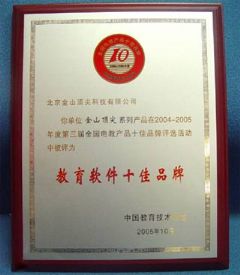 10
北京金山顶尖科技有限公司
你单位 金山顶尖 系列产品在2004-2005
年度第三届全国电教产品十佳品牌评选活动
中被评为
教育软件十佳品牌
中国教育技术
2005年10